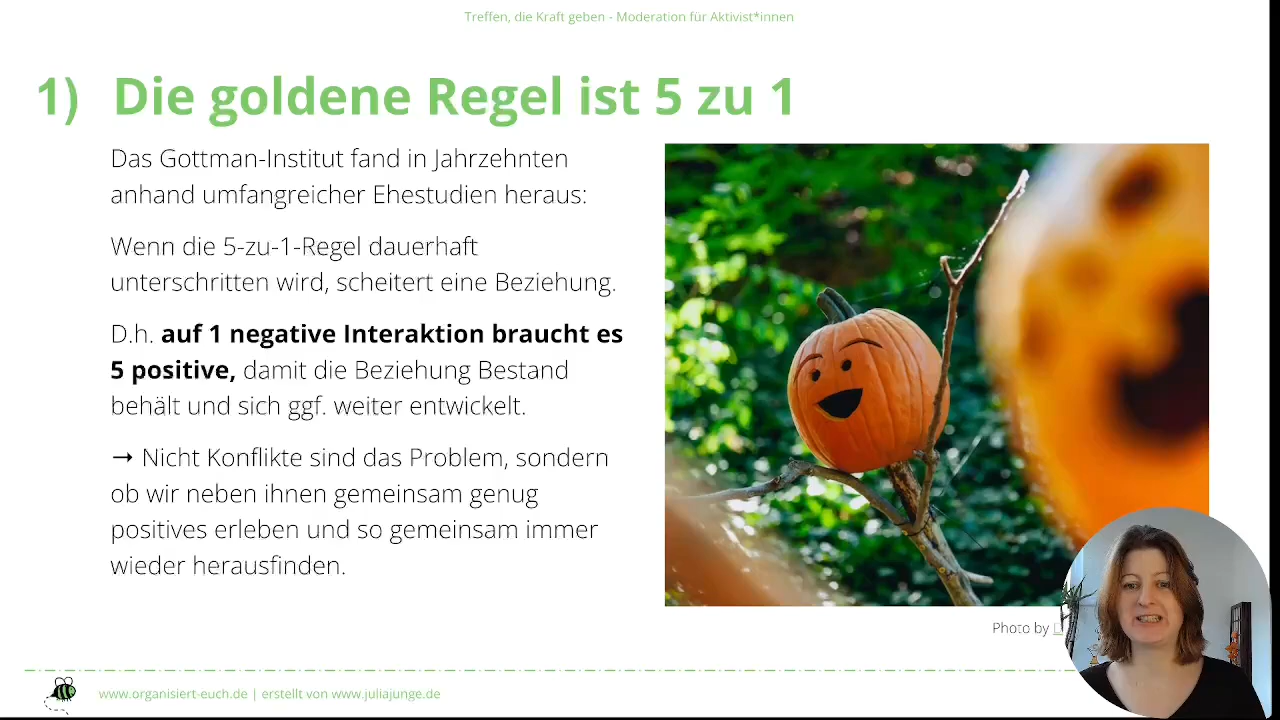 Treffen, die Kraft geben - Moderation für Aktivist*innen
1) Die goldene Regel ist 5 zu 1
Das Gottman-Institut fand in Jahrzehnten
anhand umfangreicher Ehestudien heraus:
Wenn die 5-zu-1-Regel dauerhaft
unterschritten wird, scheitert eine Beziehung.
D.h. auf 1 negative Interaktion braucht es
5 positive, damit die Beziehung Bestand
behält und sich ggf. weiter entwickelt.
→ Nicht Konflikte sind das Problem, sondern
ob wir neben ihnen gemeinsam genug
positives erleben und so gemeinsam immer
wieder herausfinden.
Photo by
www.organisiert-euch.de | erstellt von www.juliajunge.de